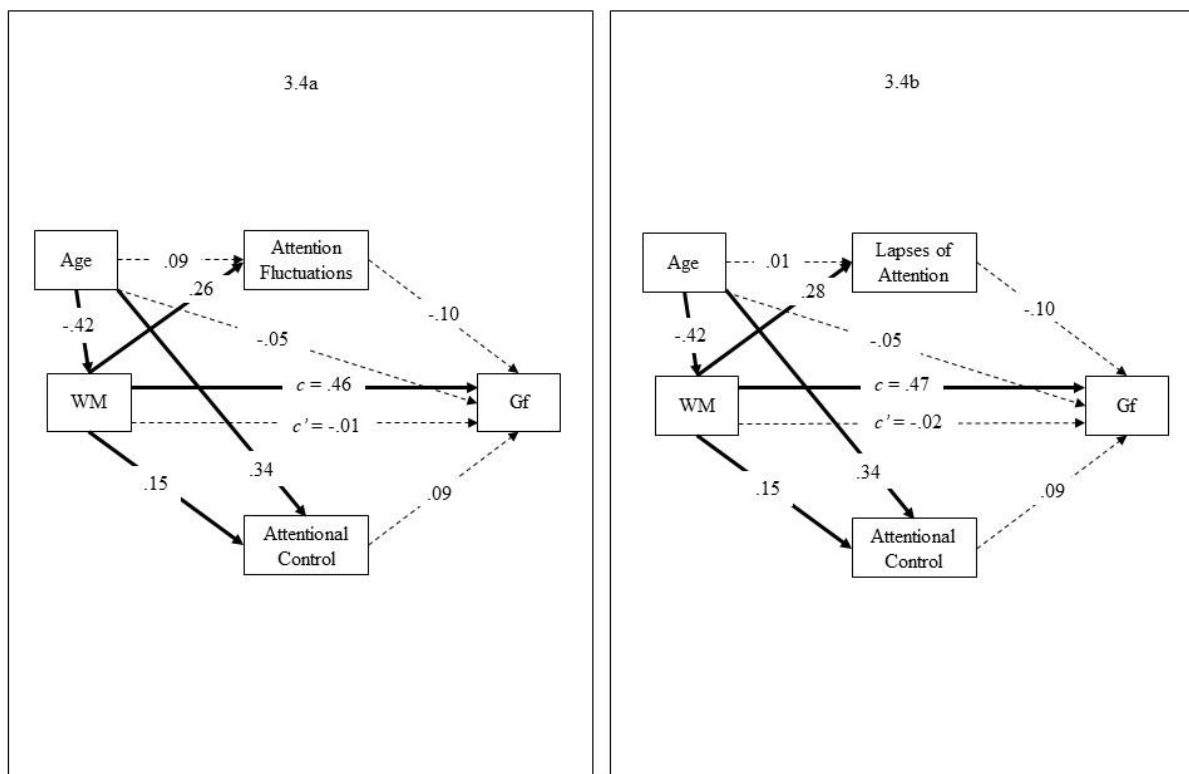 3.4a
Age
.09
Attention
Fluctuations
.26
-.42
-.05
-.10
WM
c = .46
c’ = -.01
Gf
.15
.34
.09
Attentional
Control
3.4b
Age
.01
Lapses of
Attention
.28
-.42
-.05
-.10
WM
c = .47
c’ = -.02
Gf
.15
.34
.09
Attentional
Control